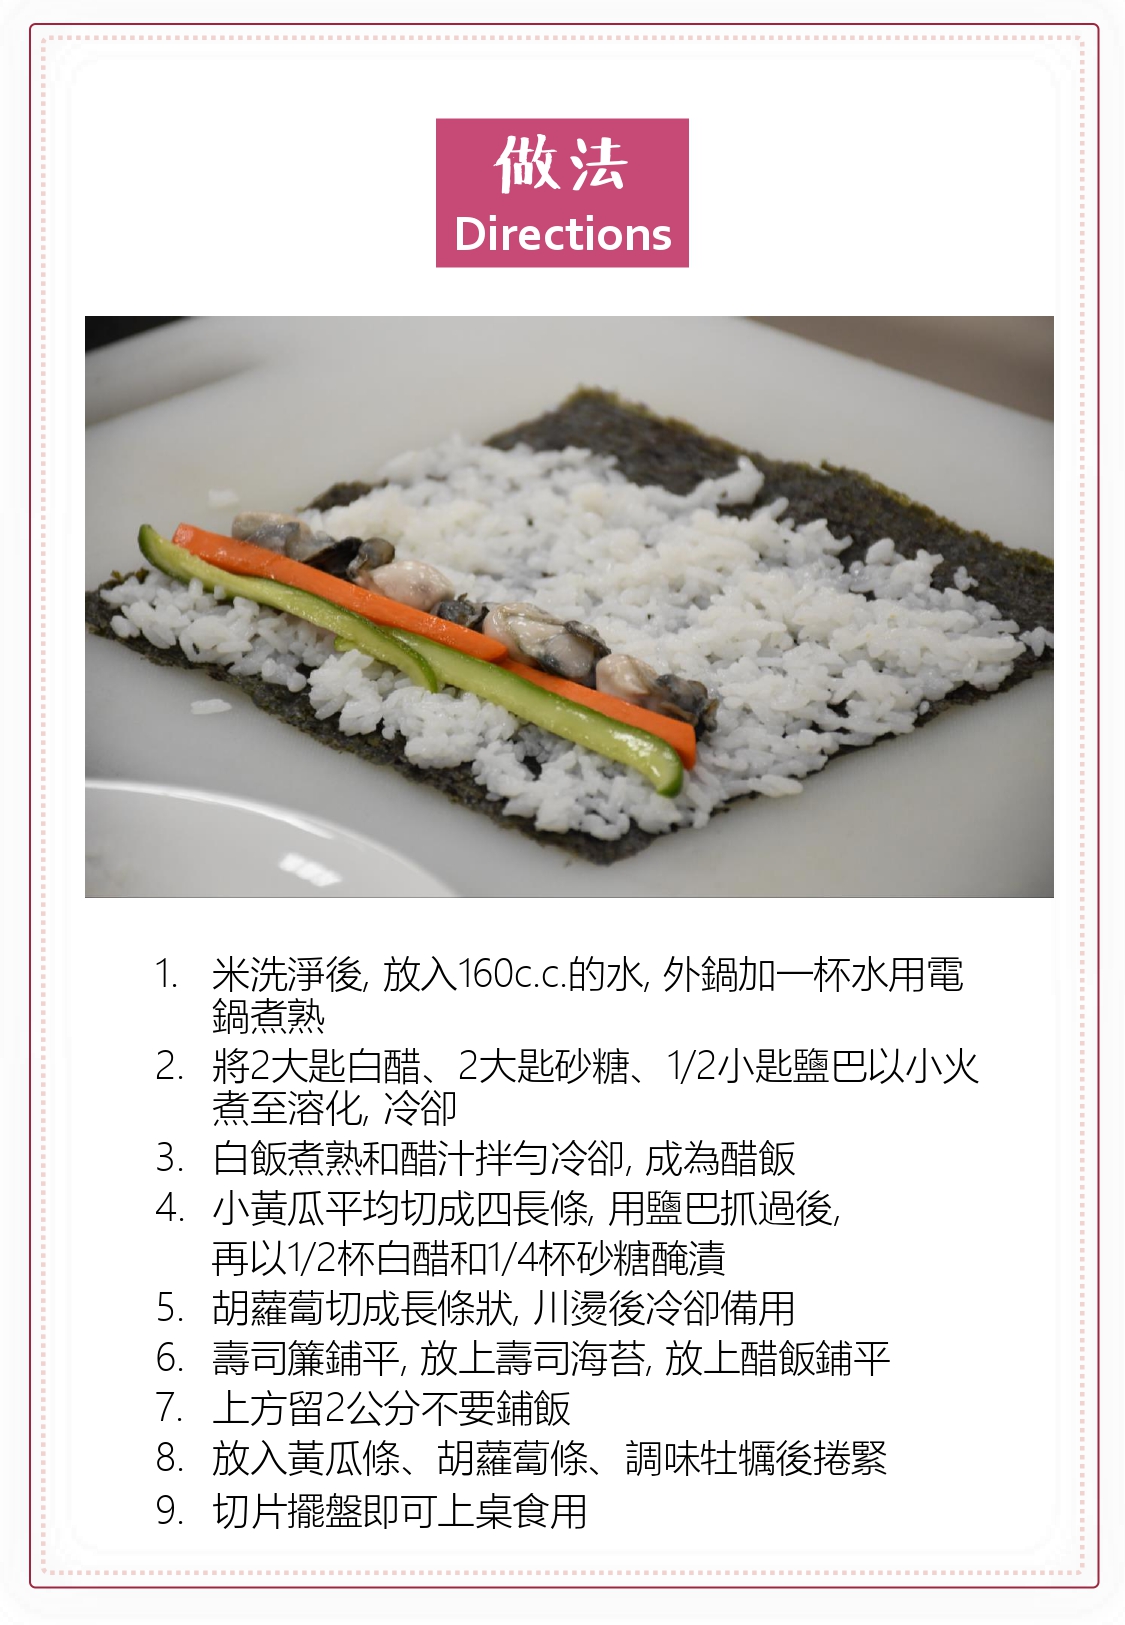 做法
Directions
1. 米洗淨後, 放入160c.c.的水, 外鍋加一杯水用電
鍋煮熟
2. 將2大匙白醋、2大匙砂糖、1/2小匙鹽巴以小火
煮至溶化, 冷卻
3. 白飯煮熟和醋汁拌勻冷卻, 成為醋飯
4. 小黃瓜平均切成四長條, 用鹽巴抓過後,
再以1/2杯白醋和1/4杯砂糖醃漬
5. 胡蘿蔔切成長條狀, 川燙後冷卻備用
6. 壽司簾鋪平, 放上壽司海苔, 放上醋飯鋪平
7. 上方留2公分不要鋪飯
8. 放入黃瓜條、胡蘿蔔條、調味牡犡後捲緊
9. 切片擺盤即可上桌食用